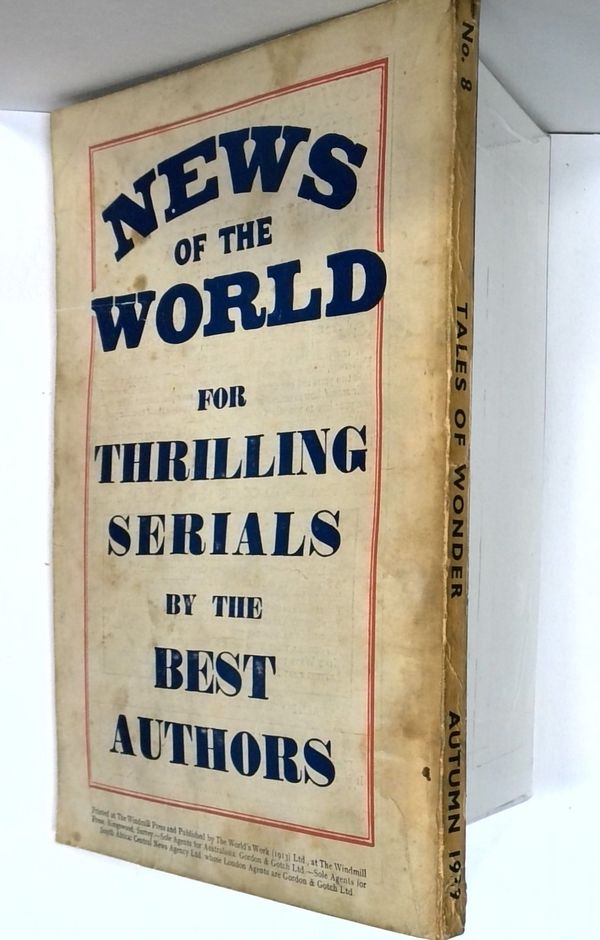 NEWS
OF THE
WORLD
FOR
THRILLING
SERIALS
BY THE
BEST
AUTHORS
Printed at The Windmill Press and Published by The World's Work (1913) Ltd., at The Windmill
Press, Kingswood, Surrey.—Sole Agents for Australasia: Gordon & Gotch Ltd.—Sole Agents for
South Africa: Central News Agency Ltd. whose London Agents are Gordon & Gotch Ltd.
No. 8
TALES OF WONDER
AUTUMN 1939